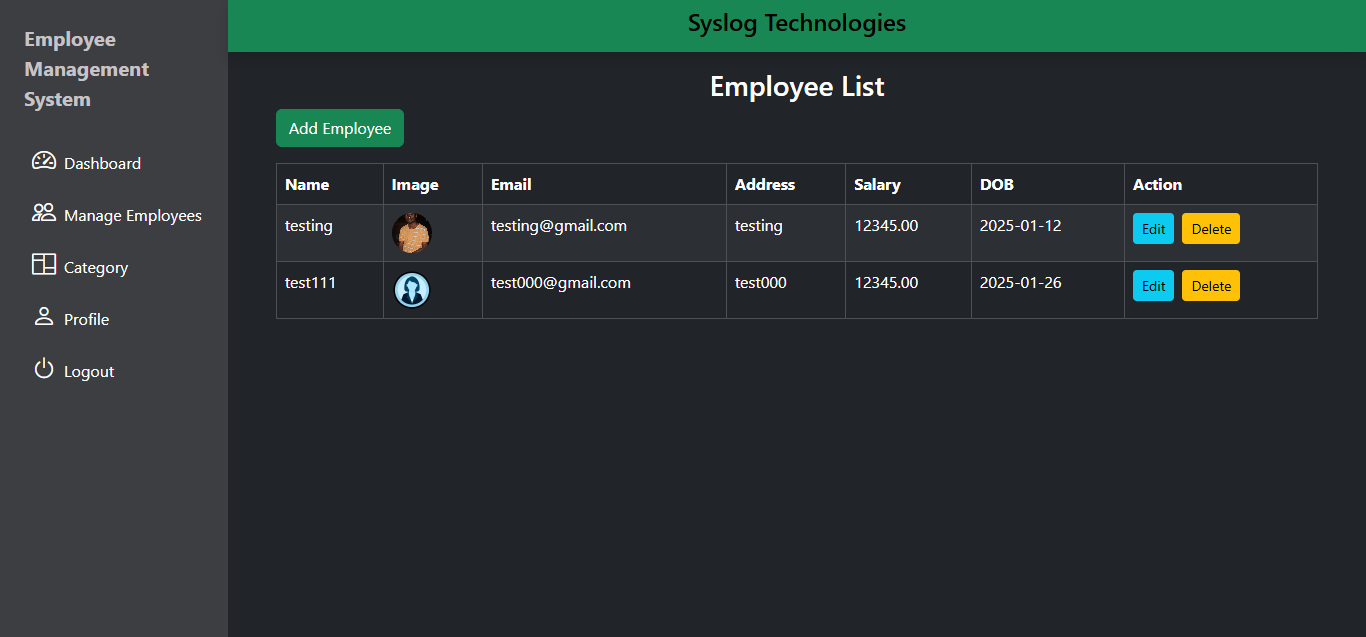 Employee
Management
System
Dashboard
Manage Employees
Category
Profile
Logout
Syslog Technologies
Employee List
Add Employee
Name Image Email Address Salary DOB Action
testing testing@gmail.com testing 12345.00 2025-01-12 Edit Delete
test111 test000@gmail.com test000 12345.00 2025-01-26 Edit Delete